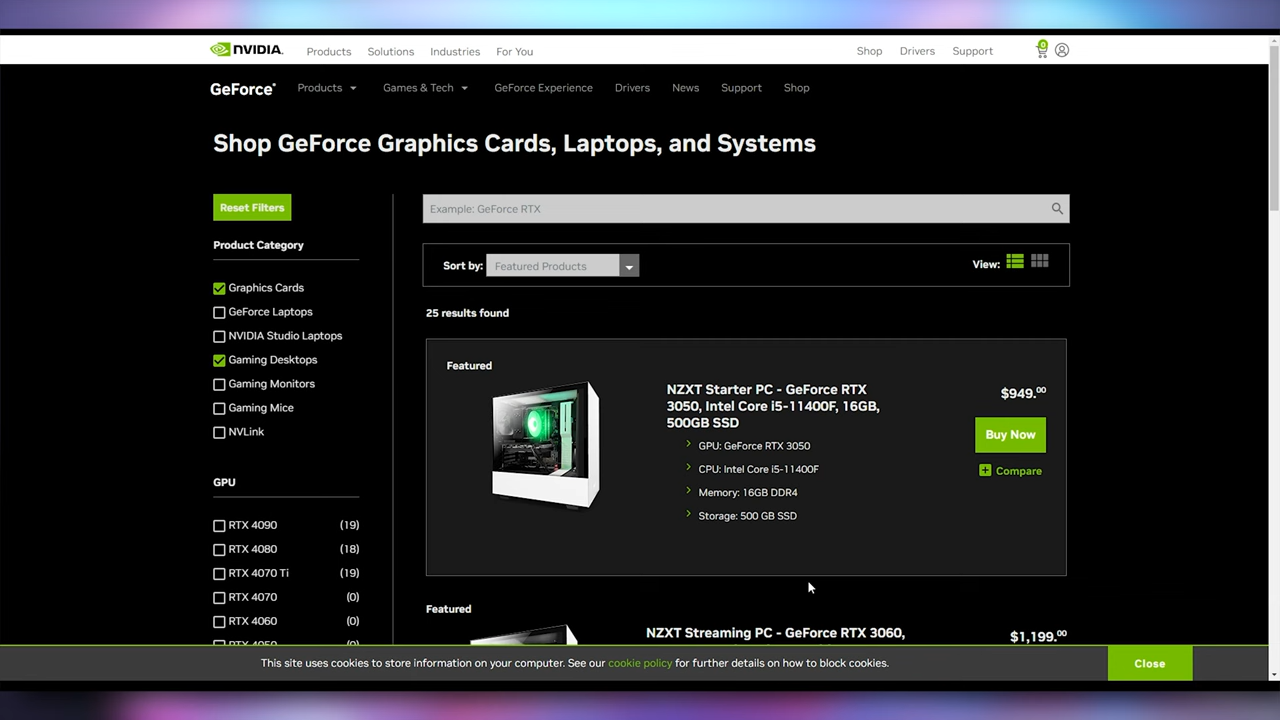 NVIDIA. Products Solutions Industries For You Shop Drivers Support 0
GeForce Products Games & Tech GeForce Experience Drivers News Support Shop
Shop GeForce Graphics Cards, Laptops, and Systems
Reset Filters
Example: GeForce RTX
Product Category
Sort by: Featured Products
View:
Graphics Cards
GeForce Laptops
NVIDIA Studio Laptops
Gaming Desktops
Gaming Monitors
Gaming Mice
NVLink
GPU
RTX 4090 (19)
RTX 4080 (18)
RTX 4070 Ti (19)
RTX 4070 (0)
RTX 4060 (0)
RTX 4050 (0)
25 results found
Featured
NZXT Starter PC - GeForce RTX
3050, Intel Core i5-11400F, 16GB,
500GB SSD
GPU: GeForce RTX 3050
CPU: Intel Core i5-11400F
Memory: 16GB DDR4
Storage: 500 GB SSD
$949.00
Buy Now
Compare
Featured
NZXT Streaming PC - GeForce RTX 3060,
$1,199.00
This site uses cookies to store information on your computer. See our cookie policy for further details on how to block cookies.
Close